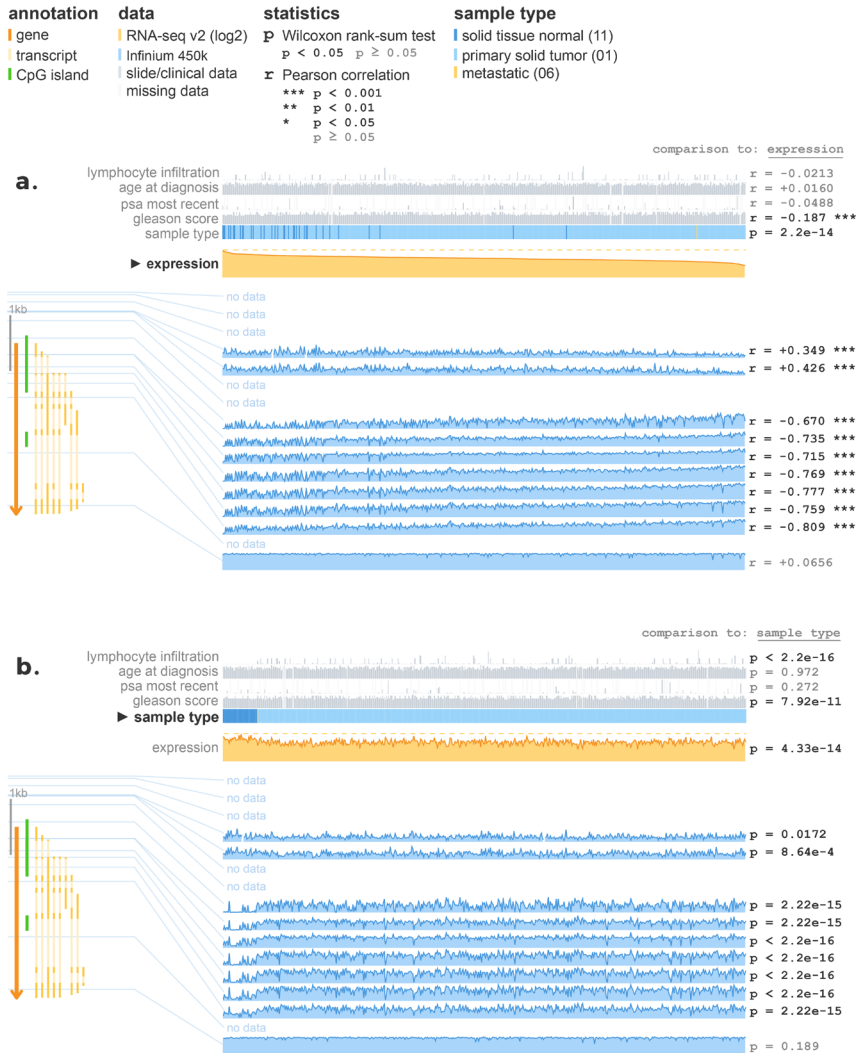 annotation
gene
transcript
CpG island
data
RNA-seq v2 (log2)
Infinium 450k
slide/clinical data
missing data
statistics
p Wilcoxon rank-sum test
p < 0.05 p ≥ 0.05
r Pearson correlation
*** p < 0.001
** p < 0.01
* p < 0.05
p ≥ 0.05
sample type
solid tissue normal (11)
primary solid tumor (01)
metastatic (06)
comparison to: expression
a.
lymphocyte infiltration r = -0.0213
age at diagnosis r = +0.0160
psa most recent r = -0.0488
gleason score r = -0.187 ***
sample type p = 2.2e-14
► expression
no data
1kb
no data
no data
r = +0.349 ***
r = +0.426 ***
no data
no data
r = -0.670 ***
r = -0.735 ***
r = -0.715 ***
r = -0.769 ***
r = -0.777 ***
r = -0.759 ***
r = -0.809 ***
no data
r = +0.0656
comparison to: sample type
b.
lymphocyte infiltration p < 2.2e-16
age at diagnosis p = 0.972
psa most recent p = 0.272
gleason score p = 7.92e-11
► sample type
expression p = 4.33e-14
no data
1kb
no data
no data
p = 0.0172
p = 8.64e-4
no data
no data
p = 2.22e-15
p = 2.22e-15
p < 2.2e-16
p < 2.2e-16
p < 2.2e-16
p < 2.2e-16
p = 2.22e-15
no data
p = 0.189